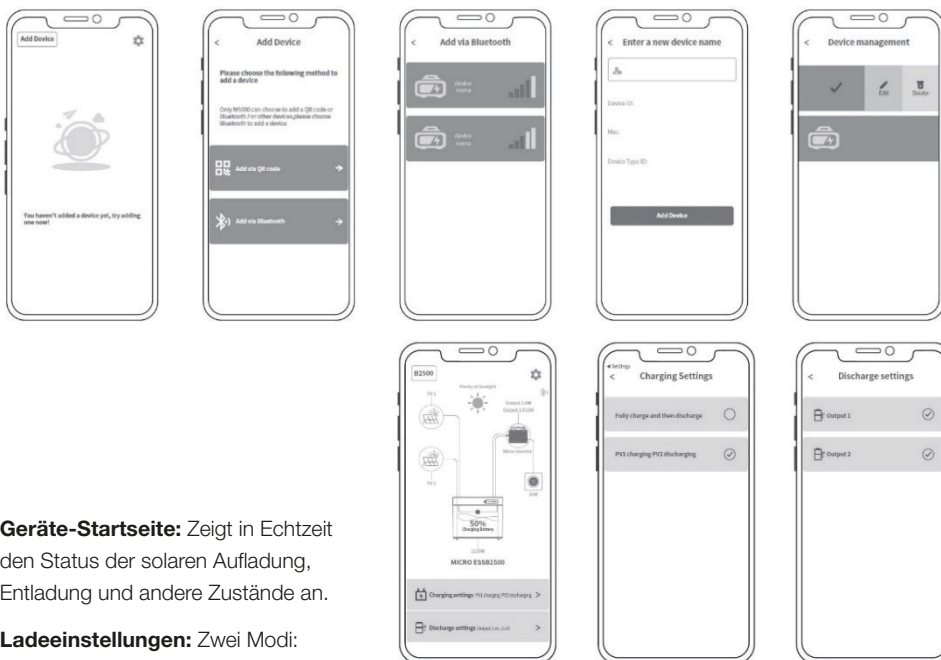 Add Device
You haven't added a device yet, try adding
one now!
< Add Device
Please choose the following method to
add a device
Only M5000 can choose to add a QR code or
Bluetooth. For other devices, please choose
Bluetooth to add a device
Add via QR code
Add via Bluetooth
< Add via Bluetooth
device
name
device
name
< Enter a new device name
Device ID:
Mac:
Device Type ID:
Add Device
< Device management
Edit
Delete
B2500
Plenty of Sunlight
PV 1
Micro inverter
PV 2
50%
Charging Battery
MICRO ESSB2500
Charging settings PV1 charging PV2 discharging >
Discharge settings >
Settings
< Charging Settings
Fully charge and then discharge
PV1 charging PV2 discharging
< Discharge settings
Output 1
Output 2
Geräte-Startseite: Zeigt in Echtzeit
den Status der solaren Aufladung,
Entladung und andere Zustände an.
Ladeeinstellungen: Zwei Modi: